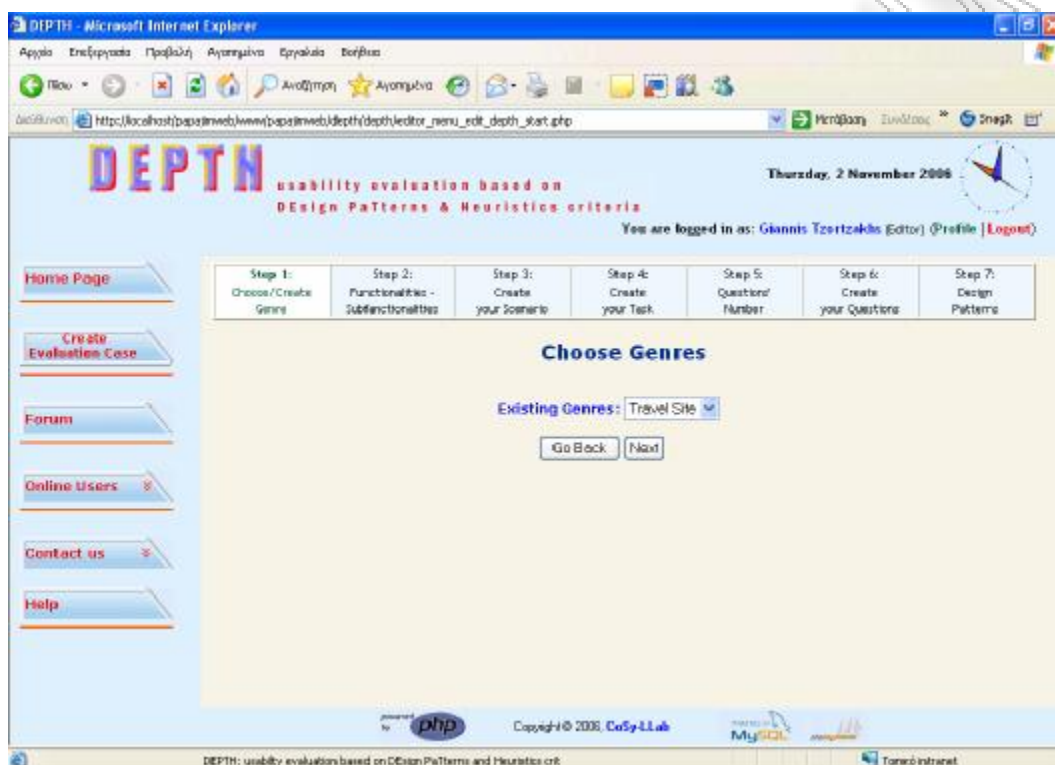 DEPTH - Microsoft Internet Explorer
Αρχείο Επεξεργασία Προβολή Αγαπημένα Εργαλεία Βοήθεια
Πίσω Αναζήτηση Αγαπημένα
Διεύθυνση http://localhost/papajimweb/www/papajimweb/depth/depth/editor_menu_edit_depth_start.php Μετάβαση Συνδέσεις » SnagIt
DEPTH
usability evaluation based on
DEsign PaTterns & Heuristics criteria
Thursday, 2 November 2006
You are logged in as: Giannis Tzortzakhs (Editor) (Profile | Logout)
Home Page
Create
Evaluation Case
Forum
Online Users
Contact us
Help
Step 1: Step 2: Step 3: Step 4: Step 5: Step 6: Step 7:
Choose/Create Functionalities - Create Create Questions' Create Design
Genre Subfunctionalities your Scenario your Task Number your Questions Patterns
Choose Genres
Existing Genres: Travel Site
Go Back Next
powered by php Copyright © 2006, CoSy-LLab MySQL
DEPTH: usability evaluation based on DEsign PaTterns and Heuristics crit Τοπικό intranet